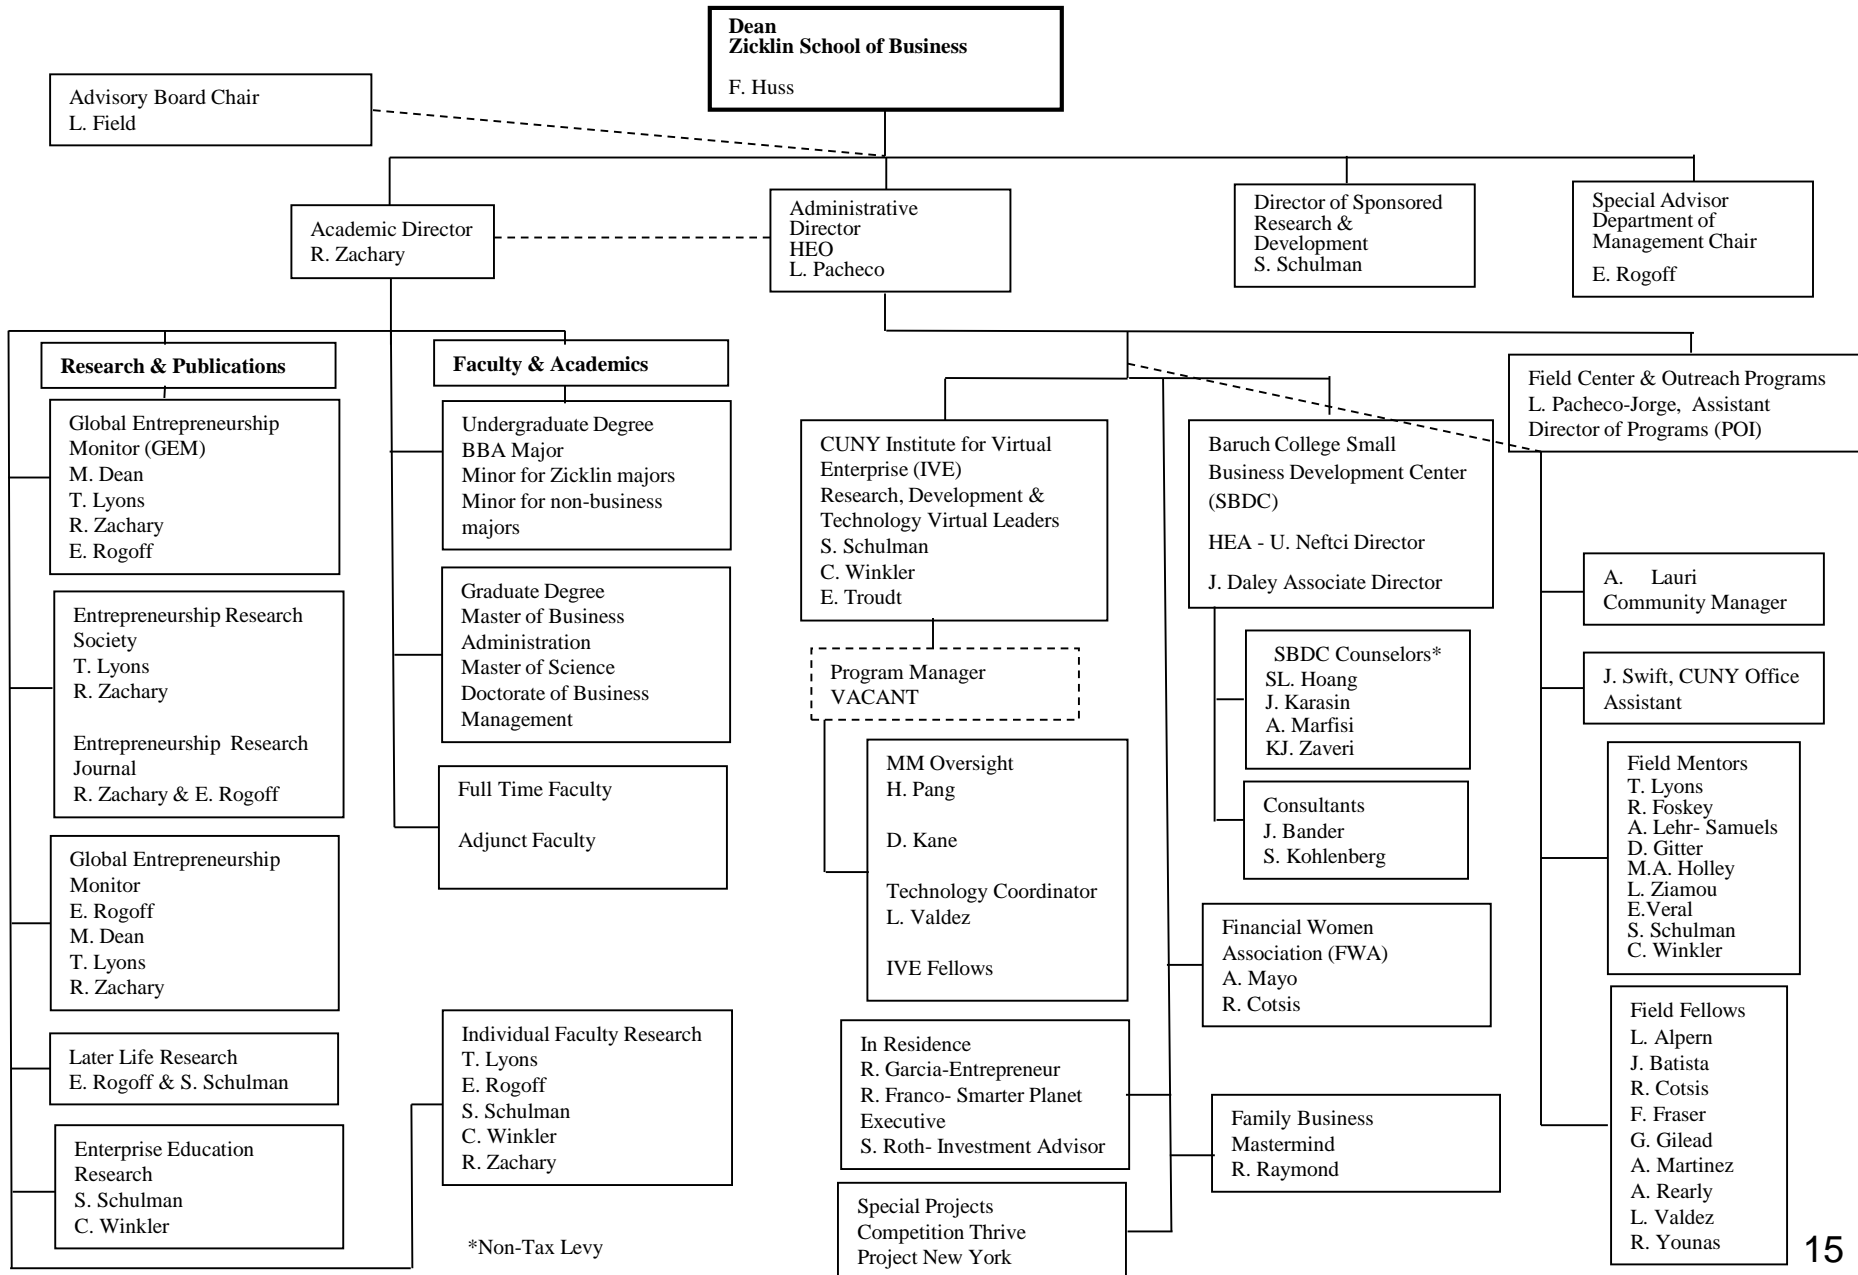 Dean
Zicklin School of Business
F. Huss
Advisory Board Chair
L. Field
Academic Director
R. Zachary
Administrative
Director
HEO
L. Pacheco
Director of Sponsored
Research &
Development
S. Schulman
Special Advisor
Department of
Management Chair
E. Rogoff
Research & Publications
Global Entrepreneurship
Monitor (GEM)
M. Dean
T. Lyons
R. Zachary
E. Rogoff
Entrepreneurship Research
Society
T. Lyons
R. Zachary
Entrepreneurship Research
Journal
R. Zachary & E. Rogoff
Global Entrepreneurship
Monitor
E. Rogoff
M. Dean
T. Lyons
R. Zachary
Later Life Research
E. Rogoff & S. Schulman
Enterprise Education
Research
S. Schulman
C. Winkler
Faculty & Academics
Undergraduate Degree
BBA Major
Minor for Zicklin majors
Minor for non-business
majors
Graduate Degree
Master of Business
Administration
Master of Science
Doctorate of Business
Management
Full Time Faculty
Adjunct Faculty
Individual Faculty Research
T. Lyons
E. Rogoff
S. Schulman
C. Winkler
R. Zachary
*Non-Tax Levy
CUNY Institute for Virtual
Enterprise (IVE)
Research, Development &
Technology Virtual Leaders
S. Schulman
C. Winkler
E. Troudt
Program Manager
VACANT
MM Oversight
H. Pang
D. Kane
Technology Coordinator
L. Valdez
IVE Fellows
In Residence
R. Garcia-Entrepreneur
R. Franco- Smarter Planet
Executive
S. Roth- Investment Advisor
Special Projects
Competition Thrive
Project New York
Baruch College Small
Business Development Center
(SBDC)
HEA - U. Neftci Director
J. Daley Associate Director
SBDC Counselors*
SL. Hoang
J. Karasin
A. Marfisi
KJ. Zaveri
Consultants
J. Bander
S. Kohlenberg
Financial Women
Association (FWA)
A. Mayo
R. Cotsis
Family Business
Mastermind
R. Raymond
Field Center & Outreach Programs
L. Pacheco-Jorge, Assistant
Director of Programs (POI)
A. Lauri
Community Manager
J. Swift, CUNY Office
Assistant
Field Mentors
T. Lyons
R. Foskey
A. Lehr- Samuels
D. Gitter
M.A. Holley
L. Ziamou
E.Veral
S. Schulman
C. Winkler
Field Fellows
L. Alpern
J. Batista
R. Cotsis
F. Fraser
G. Gilead
A. Martinez
A. Rearly
L. Valdez
R. Younas
15